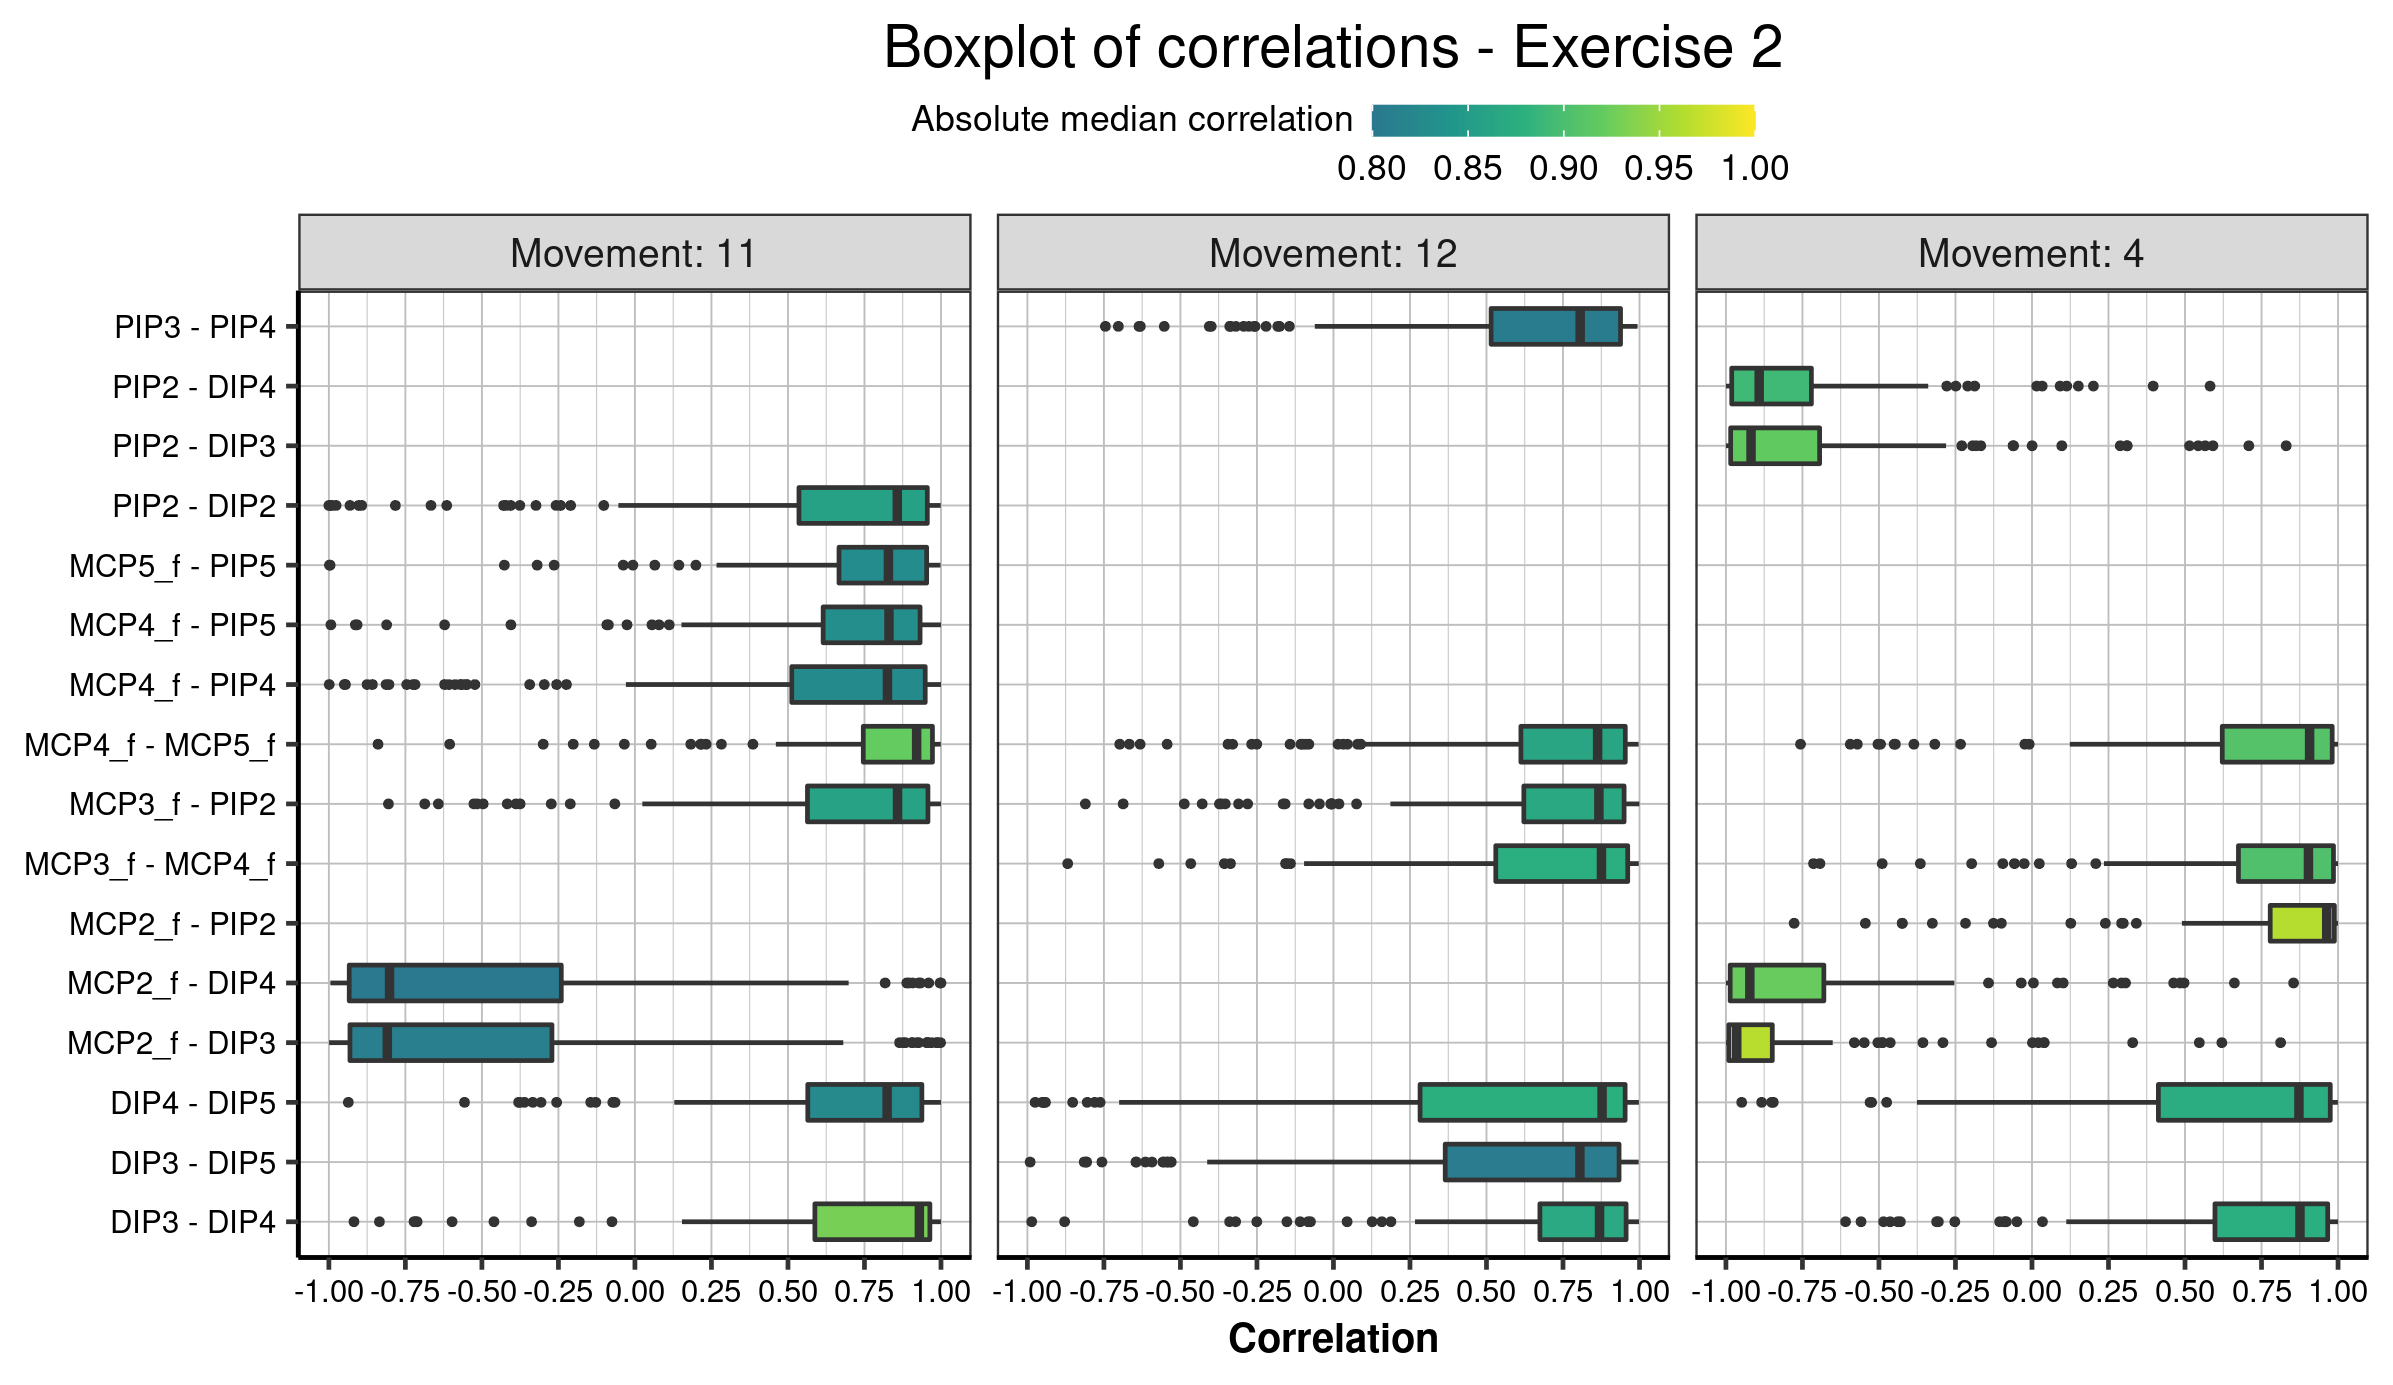 Boxplot of correlations - Exercise 2
Absolute median correlation
0.80 0.85 0.90 0.95 1.00
Movement: 11 Movement: 12 Movement: 4
PIP3 - PIP4
PIP2 - DIP4
PIP2 - DIP3
PIP2 - DIP2
MCP5_f - PIP5
MCP4_f - PIP5
MCP4_f - PIP4
MCP4_f - MCP5_f
MCP3_f - PIP2
MCP3_f - MCP4_f
MCP2_f - PIP2
MCP2_f - DIP4
MCP2_f - DIP3
DIP4 - DIP5
DIP3 - DIP5
DIP3 - DIP4
-1.00 -0.75 -0.50 -0.25 0.00 0.25 0.50 0.75 1.00 -1.00 -0.75 -0.50 -0.25 0.00 0.25 0.50 0.75 1.00 -1.00 -0.75 -0.50 -0.25 0.00 0.25 0.50 0.75 1.00
Correlation